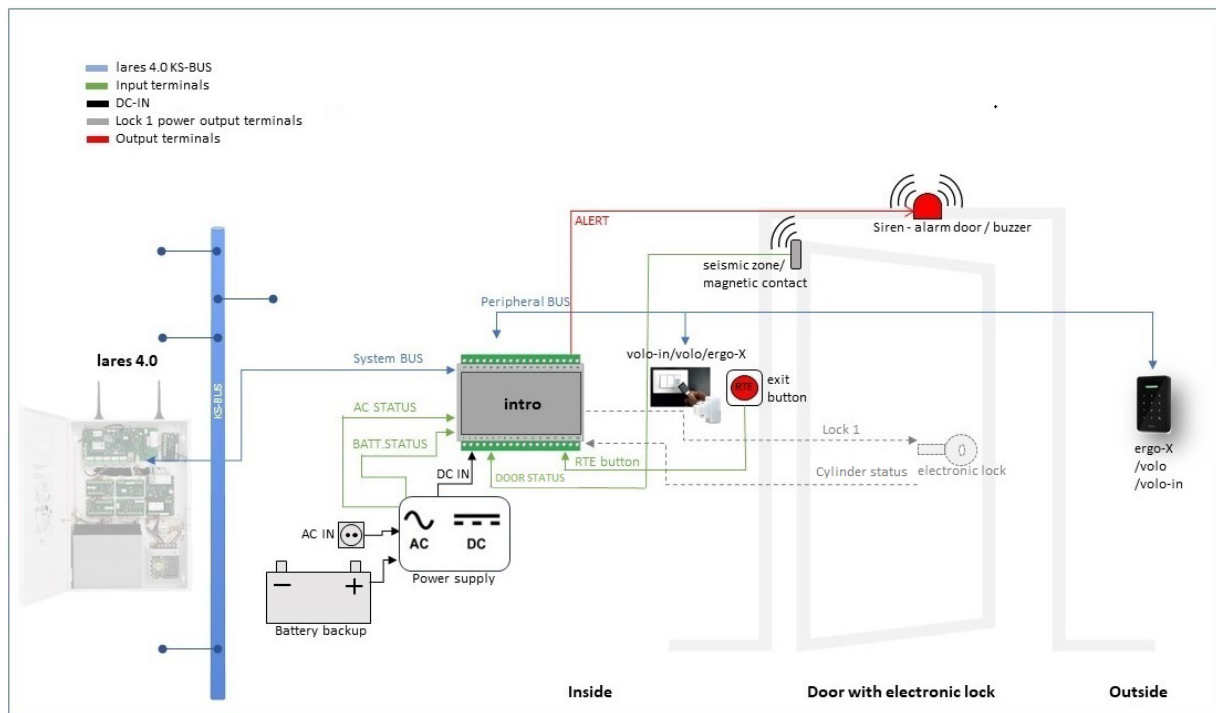 lares 4.0 KS-BUS
Input terminals
DC-IN
Lock 1 power output terminals
Output terminals
ALERT
Siren - alarm door / buzzer
seismic zone/
magnetic contact
Peripheral BUS
lares 4.0
System BUS
volo-in/volo/ergo-X
KS-BUS
intro
RTE
exit
button
AC STATUS
BATT.STATUS
Lock 1
DC IN
DOOR STATUS
RTE button
Cylinder status
electronic lock
ergo-X
/volo
/volo-in
AC IN
AC
DC
Power supply
Battery backup
Inside
Door with electronic lock
Outside